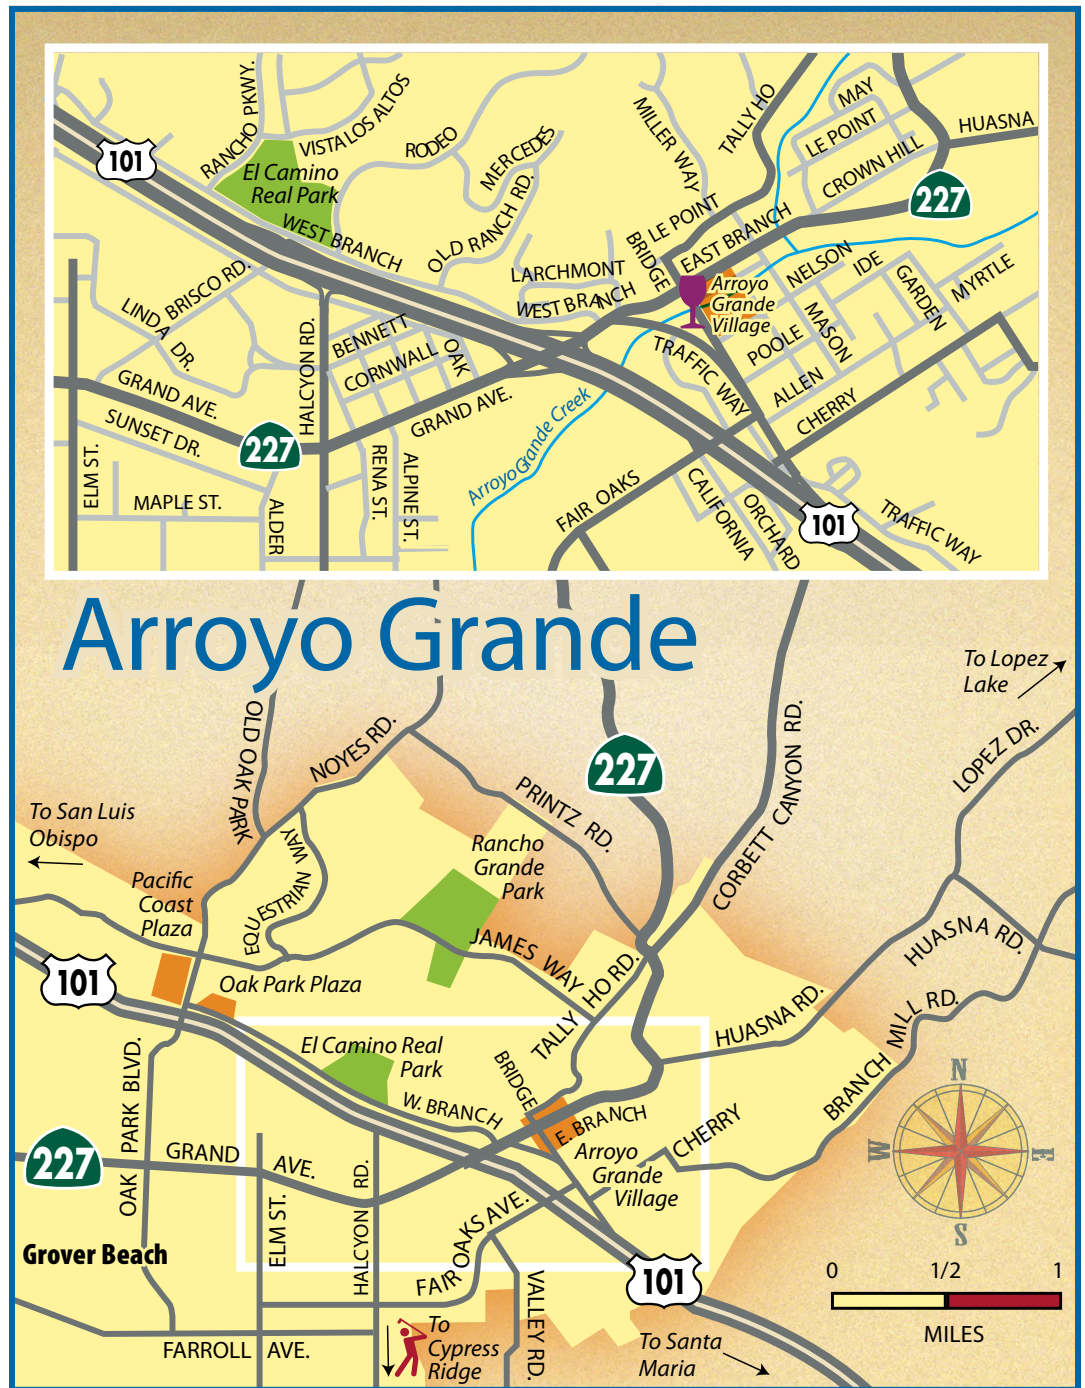 RANCHO PKWY.
VISTA LOS ALTOS
RODEO
MERCEDES
MILLER WAY
TALLY HO
MAY
LE POINT
CROWN HILL
HUASNA
101
227
El Camino
Real Park
WEST BRANCH
OLD RANCH RD.
LE POINT
EAST BRANCH
BRIDGE
LARCHMONT
WEST BRANCH
Arroyo
Grande
Village
NELSON
IDE
GARDEN
MYRTLE
MASON
POOLE
ALLEN
CHERRY
BRISCO RD.
LINDA DR.
HALCYON RD.
BENNETT
CORNWALL
OAK
TRAFFIC WAY
GRAND AVE.
SUNSET DR.
227
GRAND AVE.
Arroyo Grande Creek
ELM ST.
MAPLE ST.
ALDER
RENA ST.
ALPINE ST.
FAIR OAKS
CALIFORNIA
ORCHARD
101
TRAFFIC WAY
Arroyo Grande
To Lopez
Lake
OLD OAK PARK
NOYES RD.
227
CORBETT CANYON RD.
LOPEZ DR.
PRINTZ RD.
To San Luis
Obispo
EQUESTRIAN WAY
Rancho
Grande
Park
Pacific
Coast
Plaza
JAMES WAY
HUASNA RD.
101
Oak Park Plaza
TALLY HO RD.
HUASNA RD.
BRANCH MILL RD.
El Camino Real
Park
BRIDGE
W. BRANCH
E. BRANCH
CHERRY
OAK PARK BLVD.
227
GRAND AVE.
Arroyo
Grande
Village
N
W
E
S
ELM ST.
HALCYON RD.
FAIR OAKS AVE.
Grover Beach
101
VALLEY RD.
0 1/2 1
MILES
FARROLL AVE.
To
Cypress
Ridge
To Santa
Maria